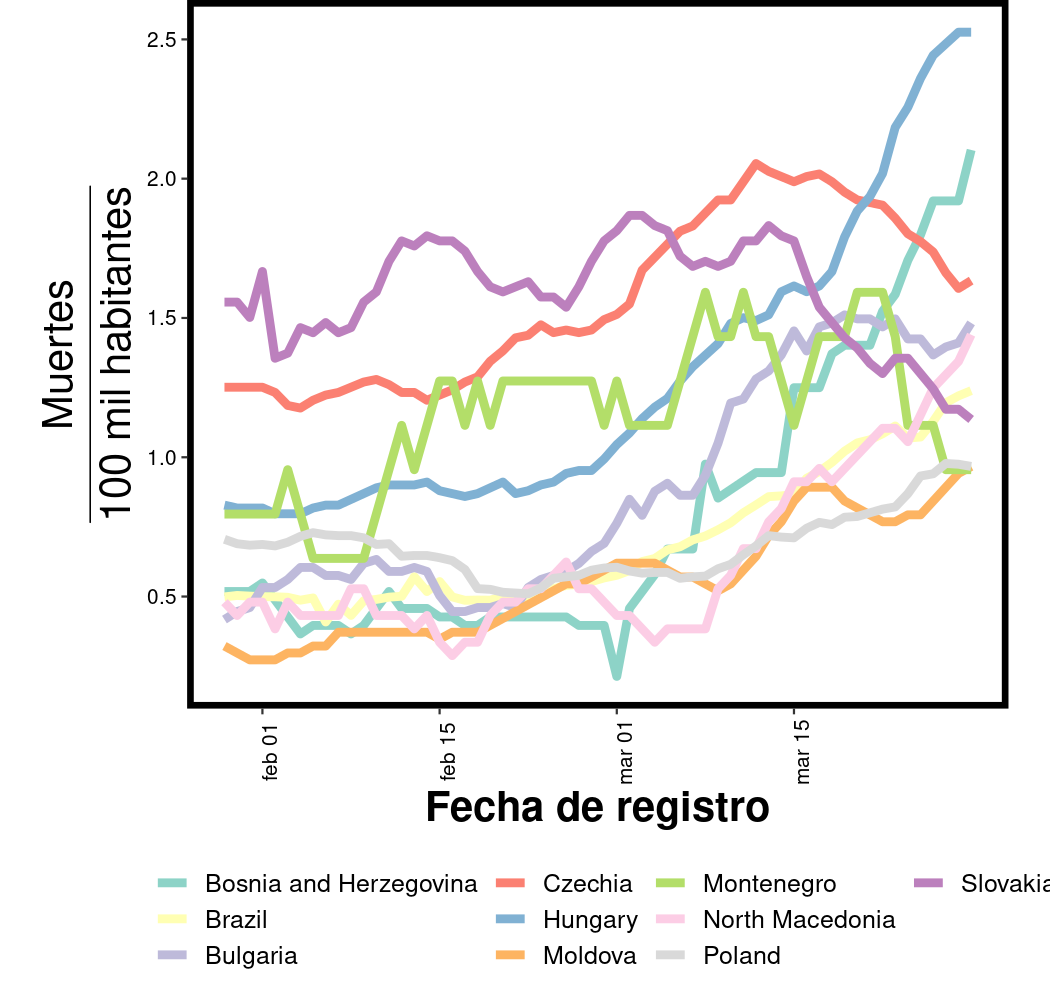 2.5
2.0
1.5
1.0
0.5
Muertes
100 mil habitantes
feb 01
feb 15
mar 01
mar 15
Fecha de registro
Bosnia and Herzegovina
Czechia
Montenegro
Slovakia
Brazil
Hungary
North Macedonia
Bulgaria
Moldova
Poland